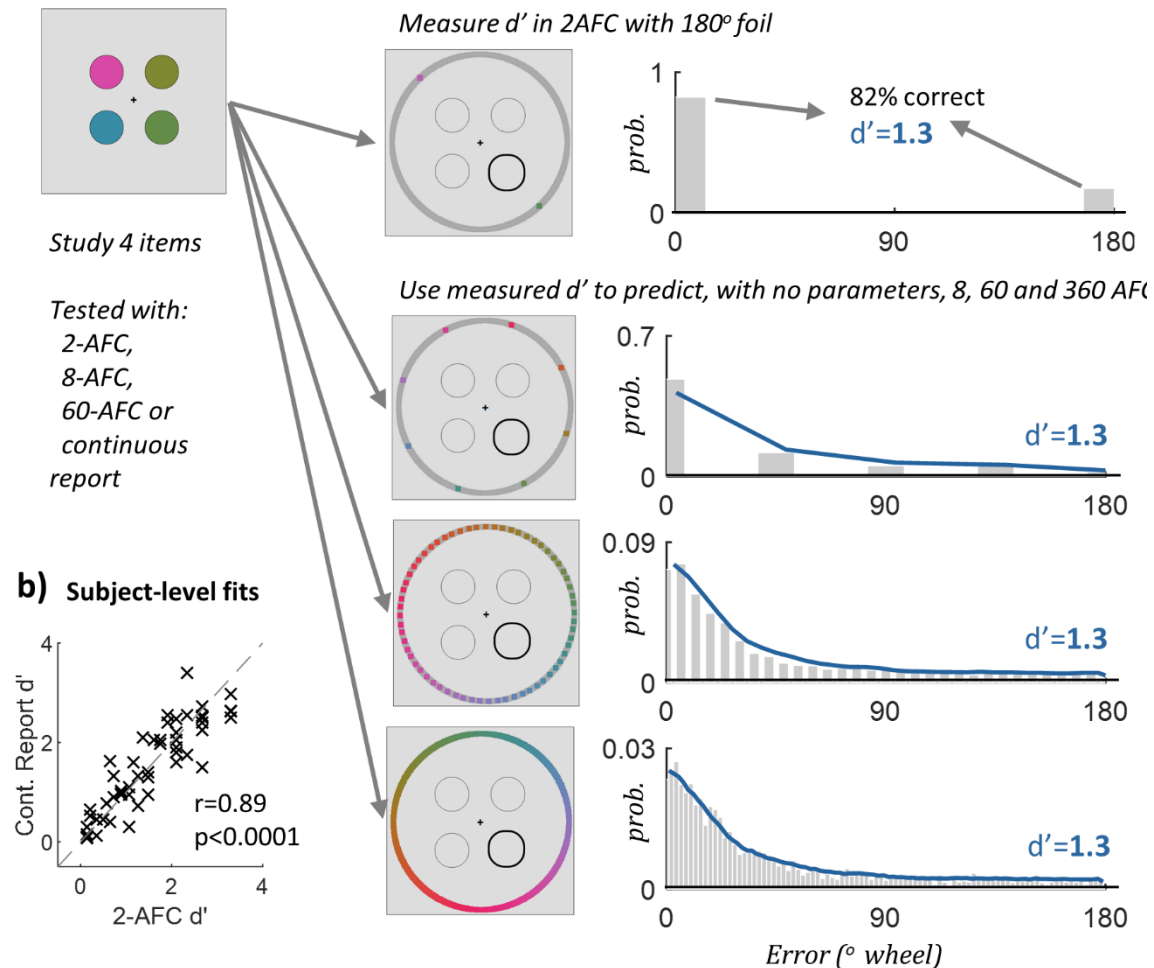 Measure d’ in 2AFC with 180° foil
1
prob.
0
82% correct
d’=1.3
0
90
180
Study 4 items
Tested with:
2-AFC,
8-AFC,
60-AFC or
continuous
report
Use measured d’ to predict, with no parameters, 8, 60 and 360 AFC
0.7
prob.
0
d’=1.3
0
90
180
0.09
prob.
0
d’=1.3
0
90
180
b) Subject-level fits
4
2
0
Cont. Report d'
r=0.89
p<0.0001
0
2
4
2-AFC d'
0.03
prob.
0
d’=1.3
0
90
180
Error (° wheel)